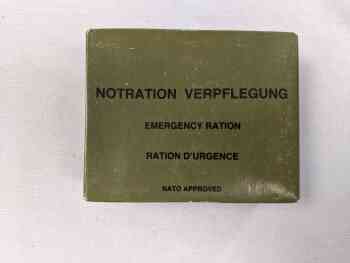 NOTRATION VERPFLEGUNG
EMERGENCY RATION
RATION D'URGENCE
NATO APPROVED